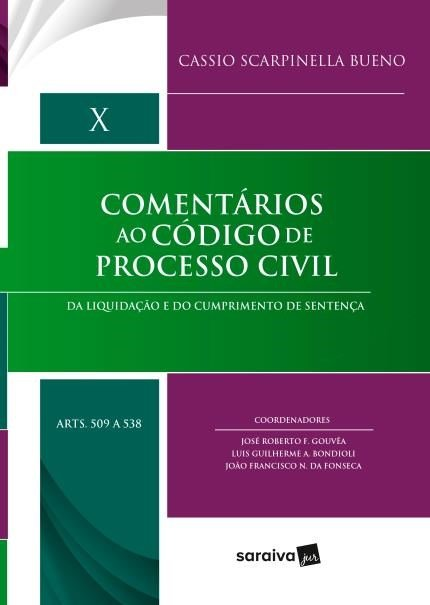 CASSIO SCARPINELLA BUENO
X
COMENTÁRIOS
AO CÓDIGO DE
PROCESSO CIVIL
DA LIQUIDAÇÃO E DO CUMPRIMENTO DE SENTENÇA
ARTS. 509 A 538
COORDENADORES
JOSÉ ROBERTO F. GOUVÊA
LUIS GUILHERME A. BONDIOLI
JOÃO FRANCISCO N. DA FONSECA
saraiva jur